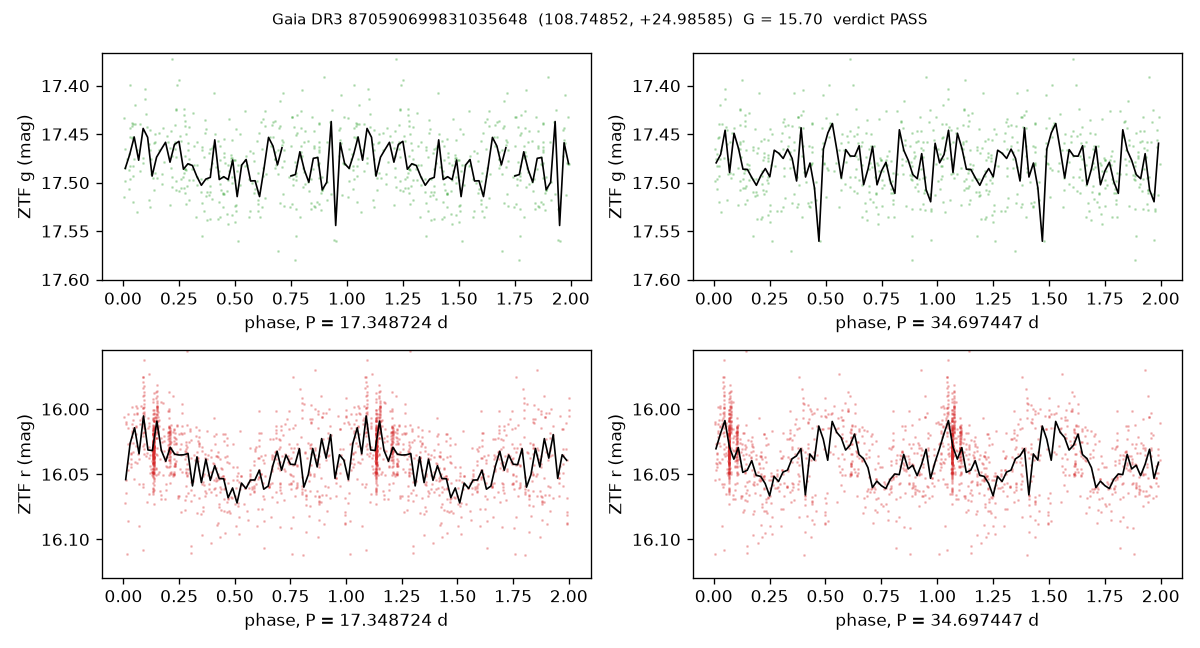 Gaia DR3 870590699831035648 (108.74852, +24.98585) G = 15.70 verdict PASS
ZTF g (mag)
17.40
17.45
17.50
17.55
17.60
0.00 0.25 0.50 0.75 1.00 1.25 1.50 1.75 2.00
phase, P = 17.348724 d
ZTF g (mag)
17.40
17.45
17.50
17.55
17.60
0.00 0.25 0.50 0.75 1.00 1.25 1.50 1.75 2.00
phase, P = 34.697447 d
ZTF r (mag)
16.00
16.05
16.10
0.00 0.25 0.50 0.75 1.00 1.25 1.50 1.75 2.00
phase, P = 17.348724 d
ZTF r (mag)
16.00
16.05
16.10
0.00 0.25 0.50 0.75 1.00 1.25 1.50 1.75 2.00
phase, P = 34.697447 d